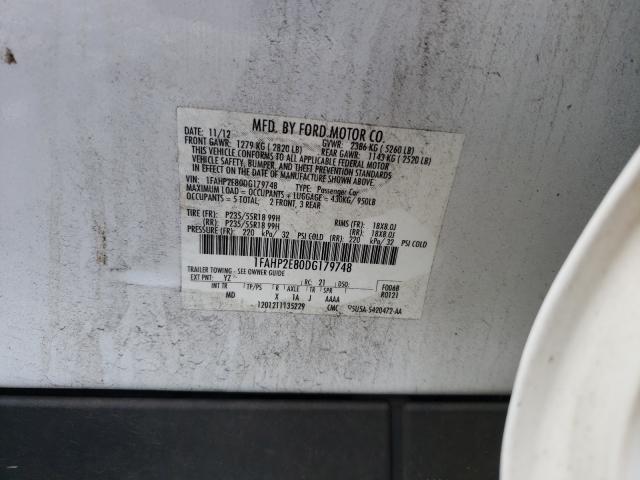 MFD. BY FORD MOTOR CO.
DATE: 11/12 GVWR: 2386 KG ( 5260 LB)
FRONT GAWR: 1279 KG ( 2820 LB) REAR GAWR: 1143 KG ( 2520 LB)
THIS VEHICLE CONFORMS TO ALL APPLICABLE FEDERAL MOTOR
VEHICLE SAFETY, BUMPER, AND THEFT PREVENTION STANDARDS
IN EFFECT ON THE DATE OF MANUFACTURE SHOWN ABOVE.
VIN: 1FAHP2E80DG179748 TYPE: Passenger Car
MAXIMUM LOAD = OCCUPANTS + LUGGAGE = 430KG/ 950LB
OCCUPANTS = 5 TOTAL: 2 FRONT, 3 REAR
TIRE (FR): P235/55R18 99H RIMS (FR): 18X8.0J
(RR): P235/55R18 99H (RR): 18X8.0J
PRESSURE (FR): 220 kPa/ 32 PSI COLD (RR): 220 kPa/ 32 PSI COLD
1FAHP2E80DG179748
TRAILER TOWING - SEE OWNER GUIDE
EXT PNT: YZ RC: 21 F0068
INT TR TP/PS R AXLE TR SPR R0121
MD X 1A J AAAA
1201211135229 CMC 5U5A-5420472-AA